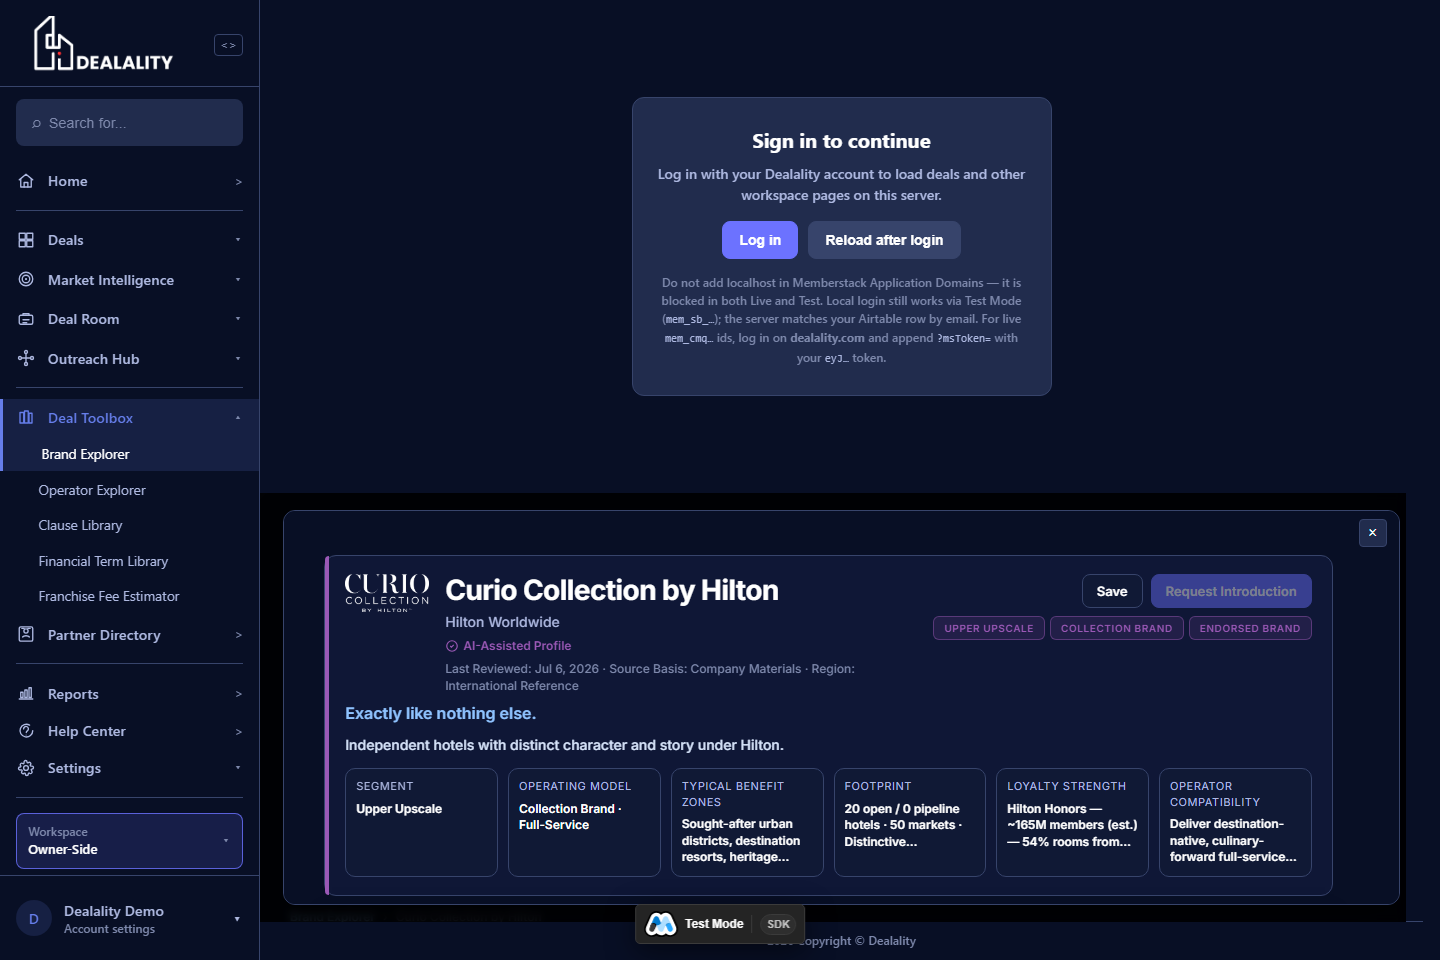 DEALALITY
< >
Search for...
Home
Deals
Market Intelligence
Deal Room
Outreach Hub
Deal Toolbox
Brand Explorer
Operator Explorer
Clause Library
Financial Term Library
Franchise Fee Estimator
Partner Directory
Reports
Help Center
Settings
Workspace
Owner-Side
D
Dealality Demo
Account settings
Sign in to continue
Log in with your Dealality account to load deals and other
workspace pages on this server.
Log in
Reload after login
Do not add localhost in Memberstack Application Domains — it is
blocked in both Live and Test. Local login still works via Test Mode
(mem_sb_…); the server matches your Airtable row by email. For live
mem_cmq… ids, log in on dealality.com and append ?msToken= with
your eyJ… token.
×
CURIO
COLLECTION
BY HILTON
Curio Collection by Hilton
Hilton Worldwide
AI-Assisted Profile
Last Reviewed: Jul 6, 2026 · Source Basis: Company Materials · Region:
International Reference
Save
Request Introduction
UPPER UPSCALE
COLLECTION BRAND
ENDORSED BRAND
Exactly like nothing else.
Independent hotels with distinct character and story under Hilton.
SEGMENT
Upper Upscale
OPERATING MODEL
Collection Brand ·
Full-Service
TYPICAL BENEFIT
ZONES
Sought-after urban
districts, destination
resorts, heritage...
FOOTPRINT
20 open / 0 pipeline
hotels · 50 markets ·
Distinctive...
LOYALTY STRENGTH
Hilton Honors —
~165M members (est.)
— 54% rooms from...
OPERATOR
COMPATIBILITY
Deliver destination-
native, culinary-
forward full-service...
Test Mode
SDK
Copyright © Dealality